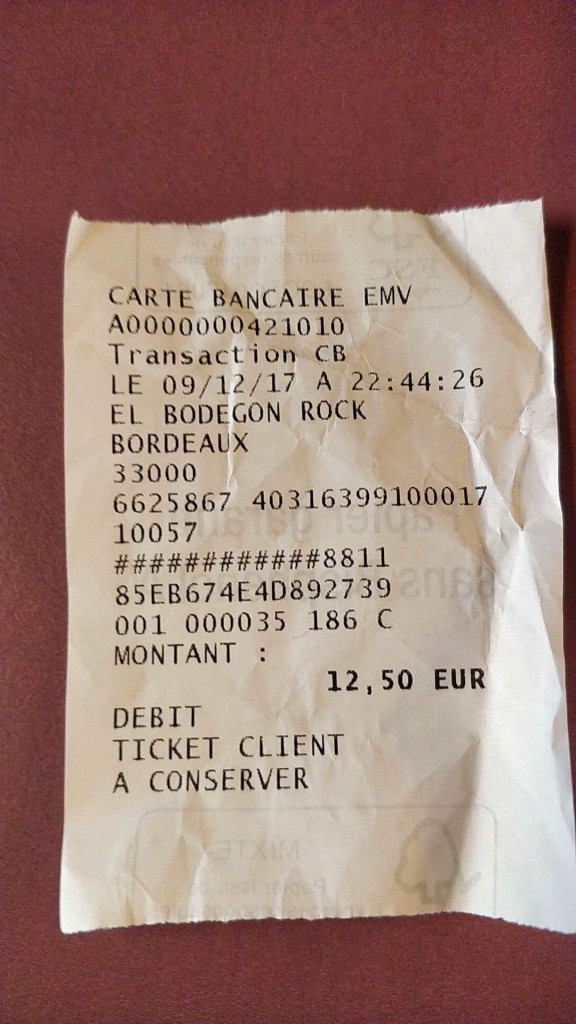 CARTE BANCAIRE EMV
A0000000421010
Transaction CB
LE 09/12/17 A 22:44:26
EL BODEGON ROCK
BORDEAUX
33000
6625867 40316399100017
10057
############8811
85EB674E4D892739
001 000035 186 C
MONTANT :
12,50 EUR
DEBIT
TICKET CLIENT
A CONSERVER